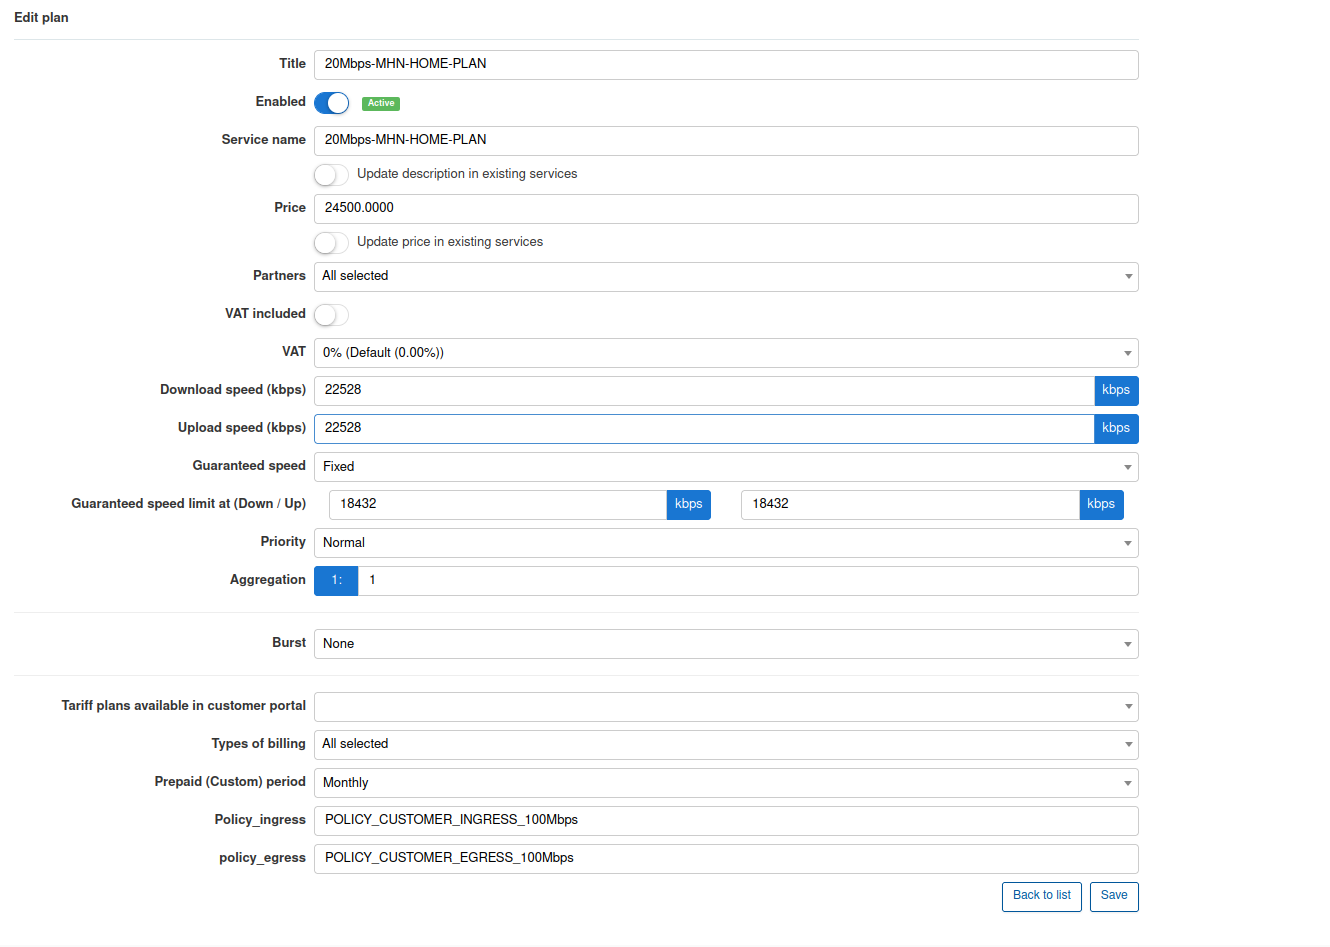 Edit plan
Title 20Mbps-MHN-HOME-PLAN
Enabled Active
Service name 20Mbps-MHN-HOME-PLAN
Update description in existing services
Price 24500.0000
Update price in existing services
Partners All selected
VAT included
VAT 0% (Default (0.00%))
Download speed (kbps) 22528 kbps
Upload speed (kbps) 22528 kbps
Guaranteed speed Fixed
Guaranteed speed limit at (Down / Up) 18432 kbps 18432 kbps
Priority Normal
Aggregation 1: 1
Burst None
Tariff plans available in customer portal
Types of billing All selected
Prepaid (Custom) period Monthly
Policy_ingress POLICY_CUSTOMER_INGRESS_100Mbps
policy_egress POLICY_CUSTOMER_EGRESS_100Mbps
Back to list Save